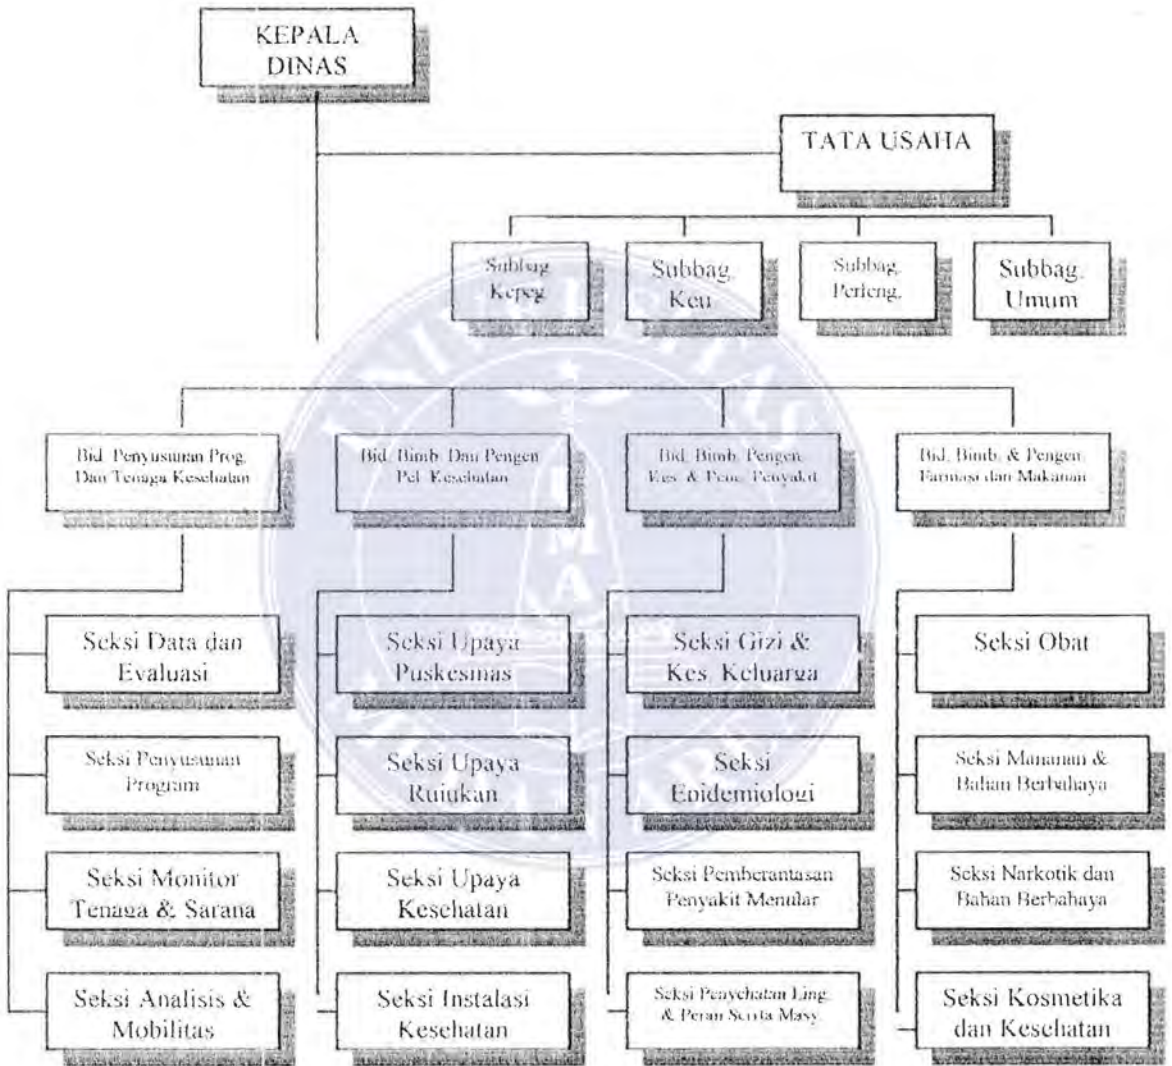 KEPALA
DINAS
TATA USAHA
Subbag.
Kepeg.
Subbag.
Keu
Subbag.
Perleng.
Subbag.
Umum
Bid. Penyusunan Prog.
Dan Tenaga Kesehatan
Bid. Bimb. Dan Pengen
Pel. Kesehatan
Bid. Bimb. Pengen.
Kes. & Penc. Penyakit
Bid. Bimb. & Pengen.
Farmasi dan Makanan
Seksi Data dan
Evaluasi
Seksi Upaya
Puskesmas
Seksi Gizi &
Kes. Keluarga
Seksi Obat
Seksi Penyusunan
Program
Seksi Upaya
Rujukan
Seksi
Epidemiologi
Seksi Mananan &
Bahan Berbahaya
Seksi Monitor
Tenaga & Sarana
Seksi Upaya
Kesehatan
Seksi Pemberantasan
Penyakit Menular
Seksi Narkotik dan
Bahan Berbahaya
Seksi Analisis &
Mobilitas
Seksi Instalasi
Kesehatan
Seksi Penyehatan Ling.
& Peran Serta Masy.
Seksi Kosmetika
dan Kesehatan
UNIVERSITAS